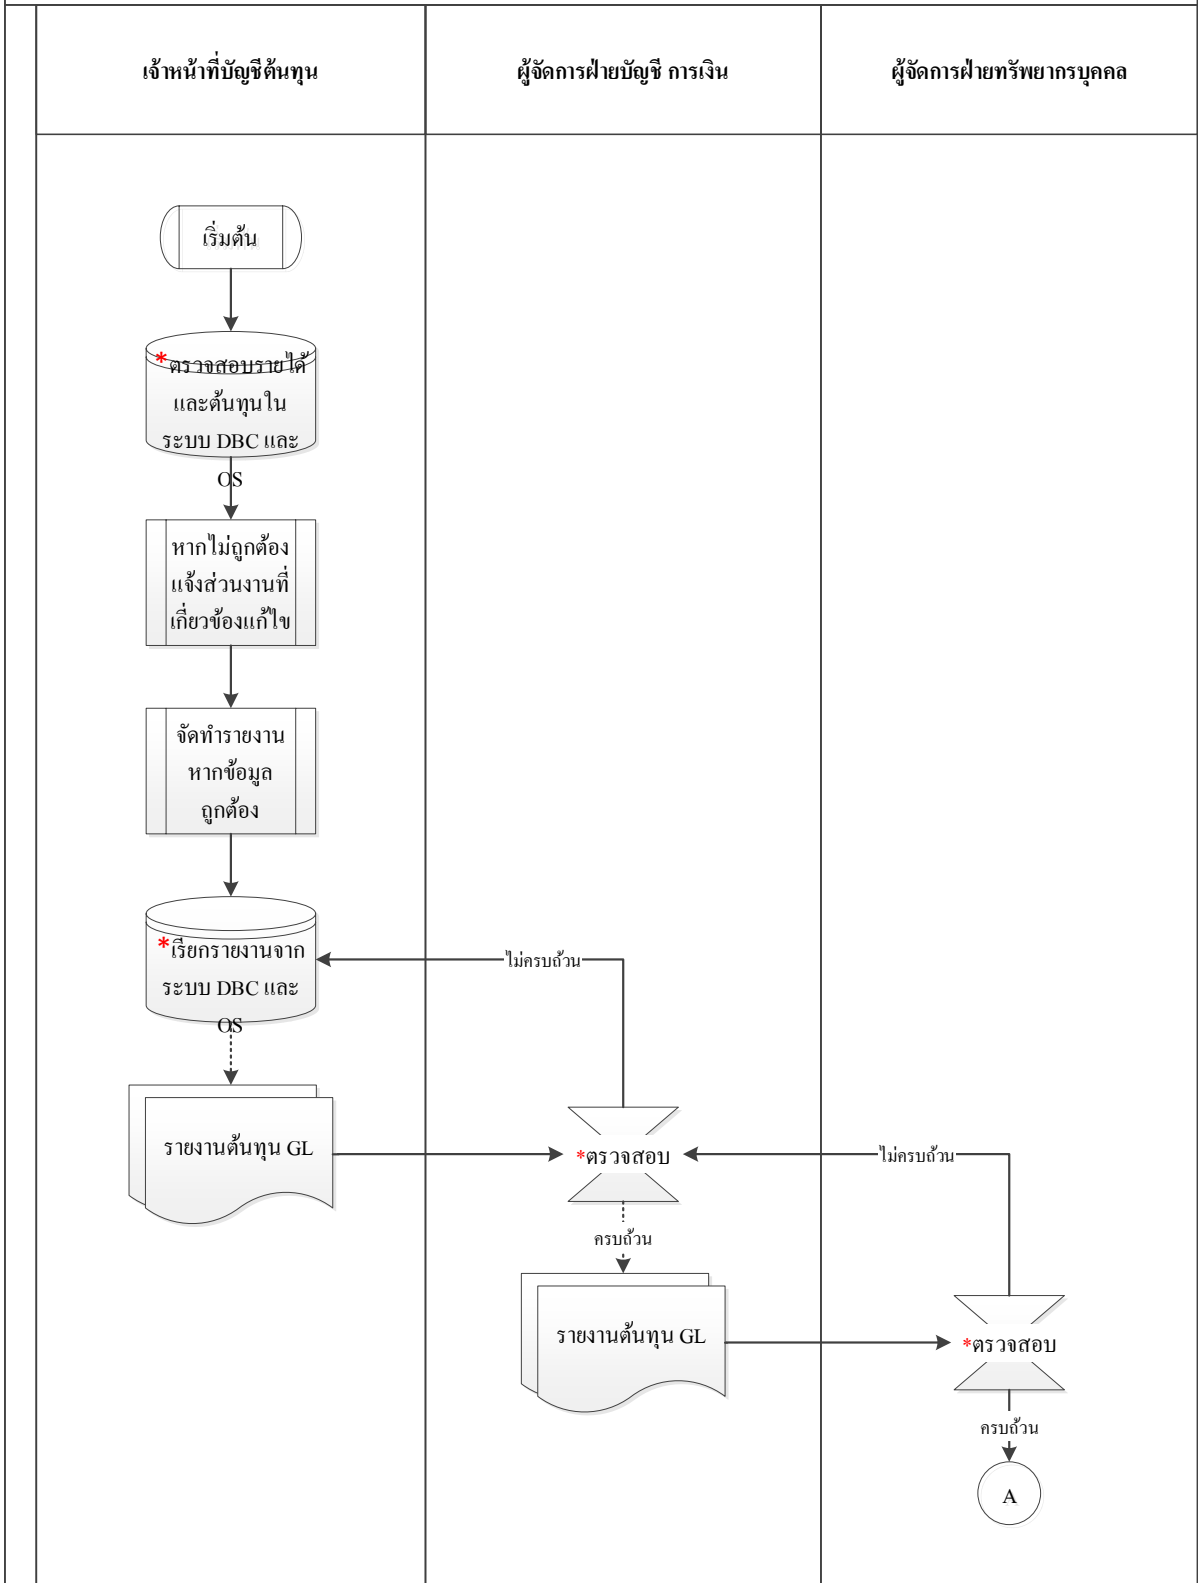 เจ้าหน้าที่บัญชีต้นทุน
ผู้จัดการฝ่ายบัญชี การเงิน
ผู้จัดการฝ่ายทรัพยากรบุคคล
เริ่มต้น
*ตรวจสอบรายได้
และต้นทุนใน
ระบบ DBC และ
OS
หากไม่ถูกต้อง
แจ้งส่วนงานที่
เกี่ยวข้องแก้ไข
จัดทำรายงาน
หากข้อมูล
ถูกต้อง
*เรียกรายงานจาก
ระบบ DBC และ
OS
ไม่ครบถ้วน
รายงานต้นทุน GL
*ตรวจสอบ
ไม่ครบถ้วน
ครบถ้วน
รายงานต้นทุน GL
*ตรวจสอบ
ครบถ้วน
A